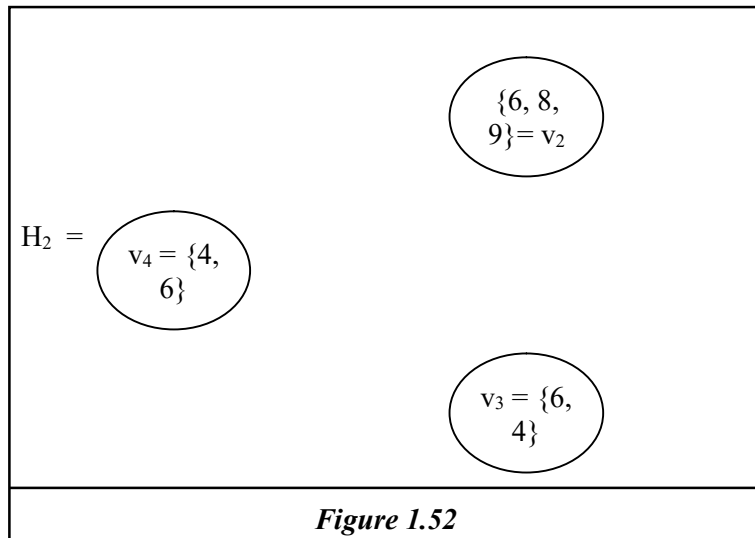 {6, 8,
9}= v₂
H₂ =
v₄ = {4,
6}
v₃ = {6,
4}
Figure 1.52